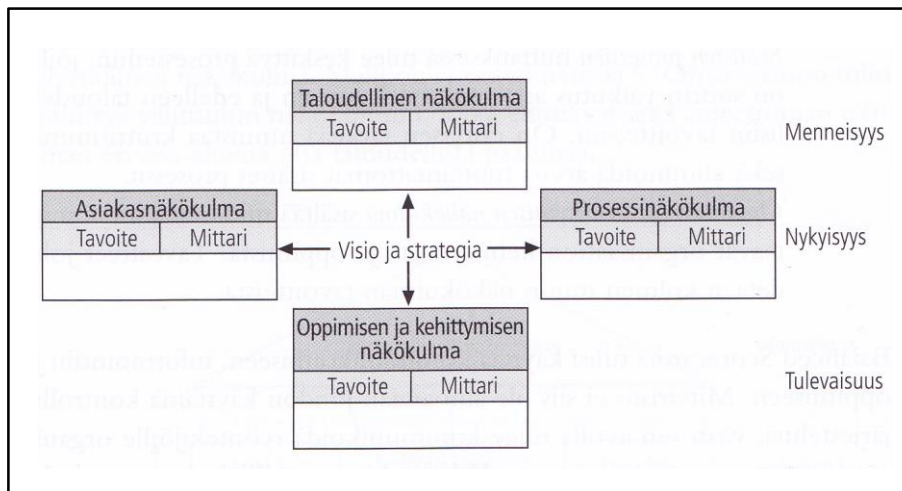 Taloudellinen näkökulma
Tavoite Mittari
Menneisyys
Asiakasnäkökulma
Tavoite Mittari
Prosessinäkökulma
Tavoite Mittari
Visio ja strategia
Nykyisyys
Oppimisen ja kehittymisen
näkökulma
Tavoite Mittari
Tulevaisuus